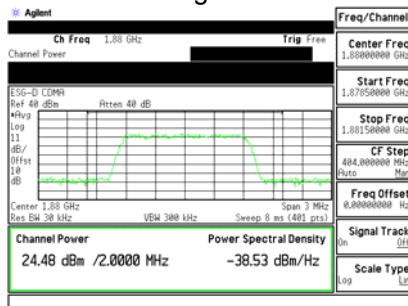 Agilent
Freq/Channel
Ch Freq 1.88 GHz Trig Free
Channel Power
Center Freq
1.88000000 GHz
Start Freq
1.87850000 GHz
Stop Freq
1.88150000 GHz
CF Step
404.000000 MHz
Auto Man
Freq Offset
0.00000000 Hz
Signal Track
On Off
Scale Type
Log Lin
ESG-D CDMA
Ref 40 dBm Atten 40 dB
#Avg
Log
11
dB/
Offst
10
dB
Center 1.88 GHz Span 3 MHz
Res BW 30 kHz VBW 300 kHz Sweep 8 ms (401 pts)
Channel Power Power Spectral Density
24.48 dBm /2.0000 MHz -38.53 dBm/Hz